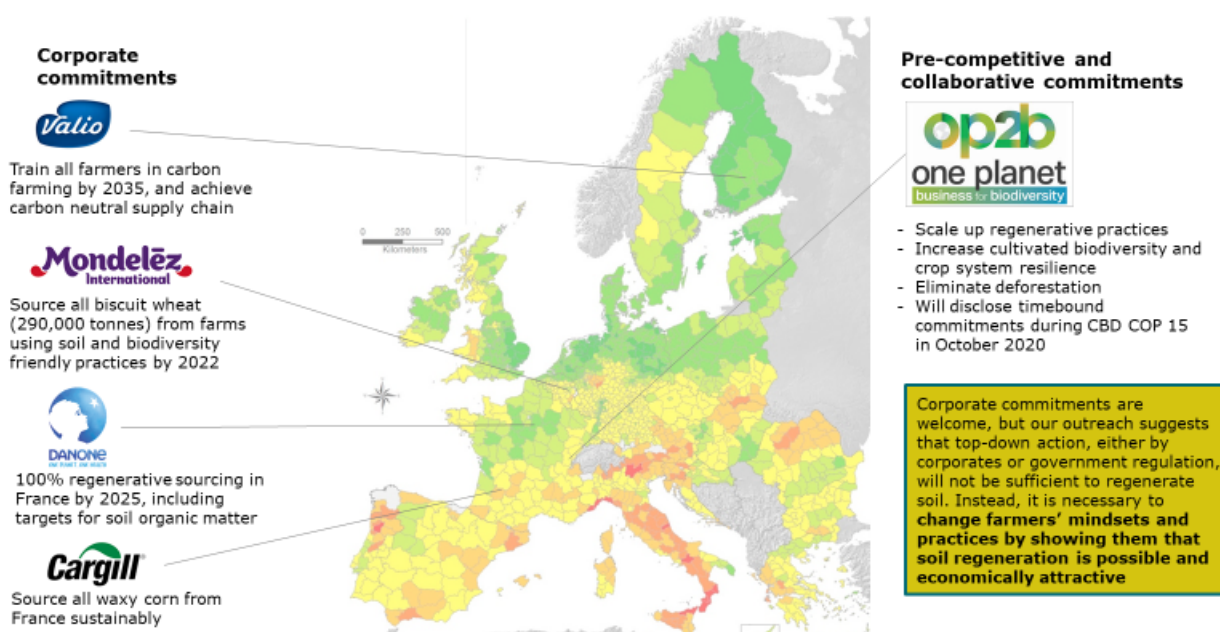 Corporate
commitments
Valio
Train all farmers in carbon
farming by 2035, and achieve
carbon neutral supply chain
Mondelēz
International
Source all biscuit wheat
(290,000 tonnes) from farms
using soil and biodiversity
friendly practices by 2022
DANONE
ONE PLANET. ONE HEALTH
100% regenerative sourcing in
France by 2025, including
targets for soil organic matter
Cargill
Source all waxy corn from
France sustainably
0 250 500
Kilometers
Pre-competitive and
collaborative commitments
op2b
one planet
business for biodiversity
- Scale up regenerative practices
- Increase cultivated biodiversity and
crop system resilience
- Eliminate deforestation
- Will disclose timebound
commitments during CBD COP 15
in October 2020
Corporate commitments are
welcome, but our outreach suggests
that top-down action, either by
corporates or government regulation,
will not be sufficient to regenerate
soil. Instead, it is necessary to
change farmers’ mindsets and
practices by showing them that
soil regeneration is possible and
economically attractive